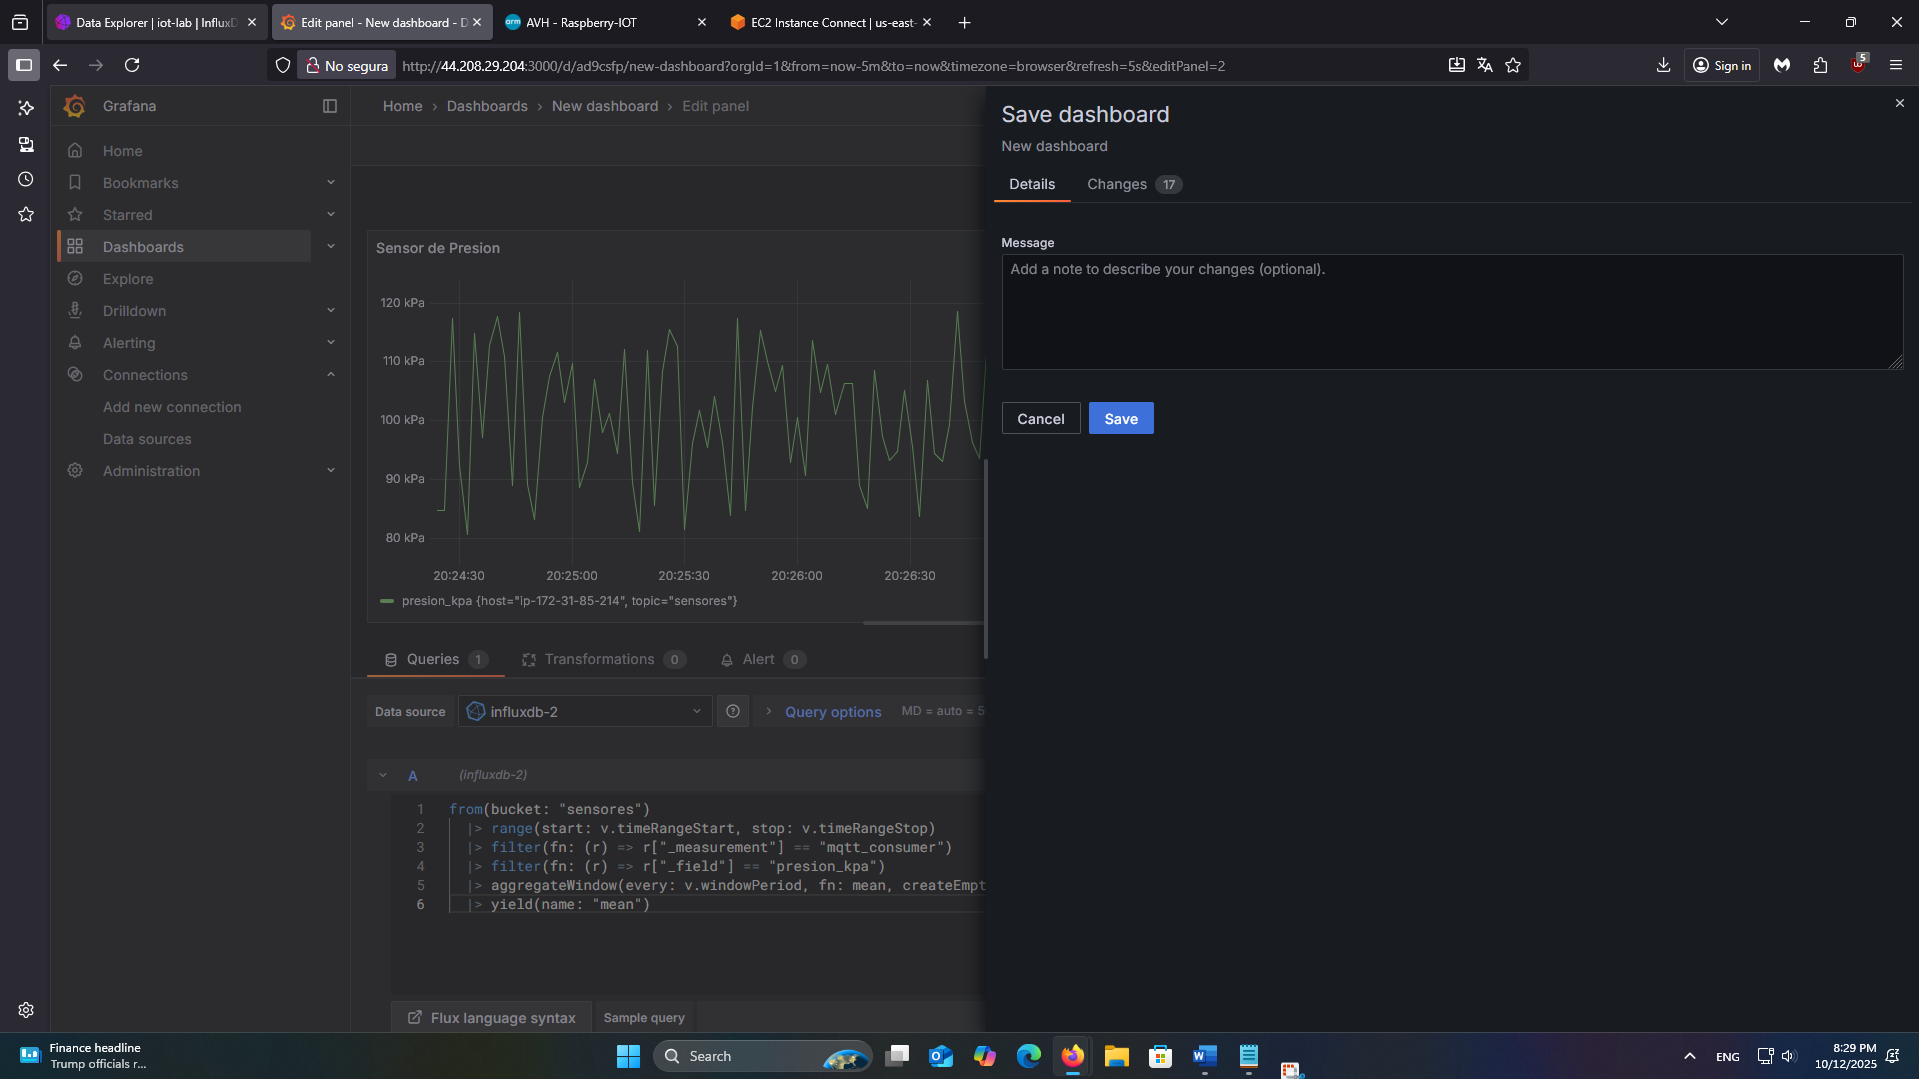 Data Explorer | iot-lab | InfluxD
Edit panel - New dashboard - D
AVH - Raspberry-IOT
EC2 Instance Connect | us-east-
No segura
http://44.208.29.204:3000/d/ad9csfp/new-dashboard?orgId=1&from=now-5m&to=now&timezone=browser&refresh=5s&editPanel=2
Sign in
5
Grafana
Home
Bookmarks
Starred
Dashboards
Explore
Drilldown
Alerting
Connections
Add new connection
Data sources
Administration
Home › Dashboards › New dashboard › Edit panel
Sensor de Presion
120 kPa
110 kPa
100 kPa
90 kPa
80 kPa
20:24:30 20:25:00 20:25:30 20:26:00 20:26:30
presion_kpa {host="ip-172-31-85-214", topic="sensores"}
Queries 1
Transformations 0
Alert 0
Data source
influxdb-2
Query options
MD = auto = 5
A
(influxdb-2)
1 from(bucket: "sensores")
2 |> range(start: v.timeRangeStart, stop: v.timeRangeStop)
3 |> filter(fn: (r) => r["_measurement"] == "mqtt_consumer")
4 |> filter(fn: (r) => r["_field"] == "presion_kpa")
5 |> aggregateWindow(every: v.windowPeriod, fn: mean, createEmpt
6 |> yield(name: "mean")
Flux language syntax
Sample query
Save dashboard
New dashboard
Details
Changes 17
Message
Add a note to describe your changes (optional).
Cancel
Save
Finance headline
Trump officials r...
Search
ENG
8:29 PM
10/12/2025